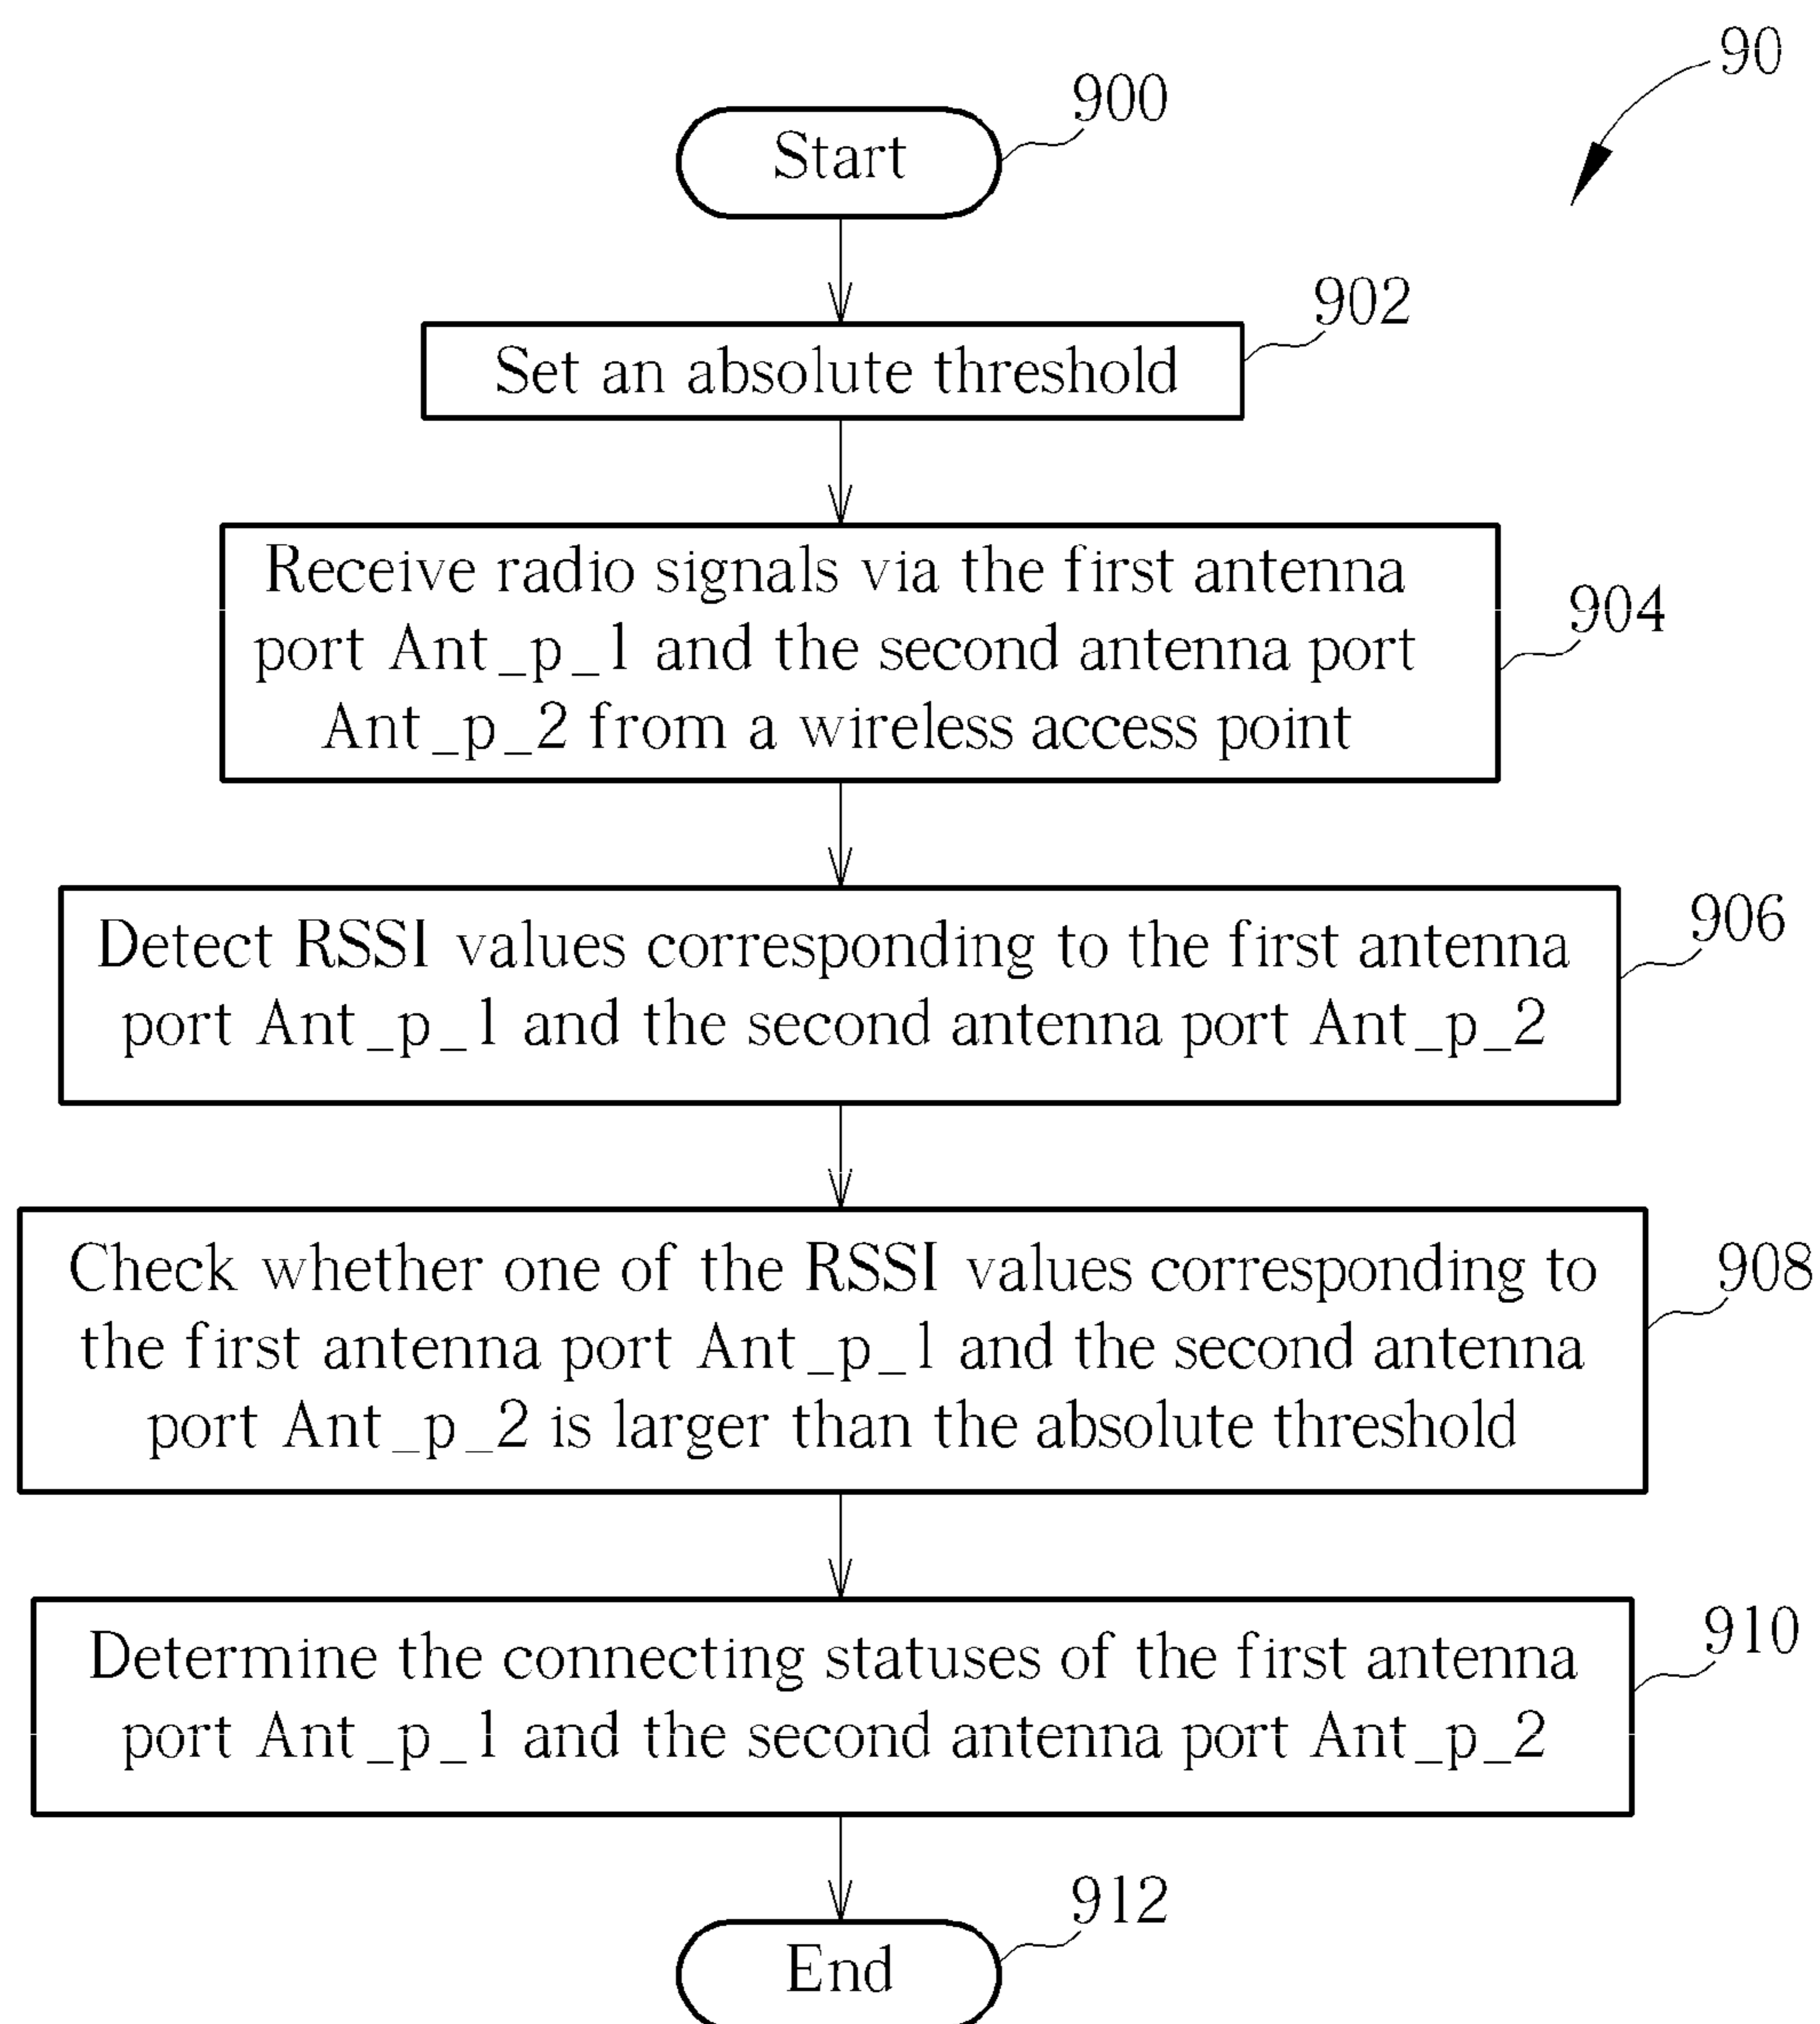 90
900
Start
902
Set an absolute threshold
Receive radio signals via the first antenna
port Ant_p_1 and the second antenna port
Ant_p_2 from a wireless access point
904
Detect RSSI values corresponding to the first antenna
port Ant_p_1 and the second antenna port Ant_p_2
906
Check whether one of the RSSI values corresponding to
the first antenna port Ant_p_1 and the second antenna
port Ant_p_2 is larger than the absolute threshold
908
Determine the connecting statuses of the first antenna
port Ant_p_1 and the second antenna port Ant_p_2
910
912
End